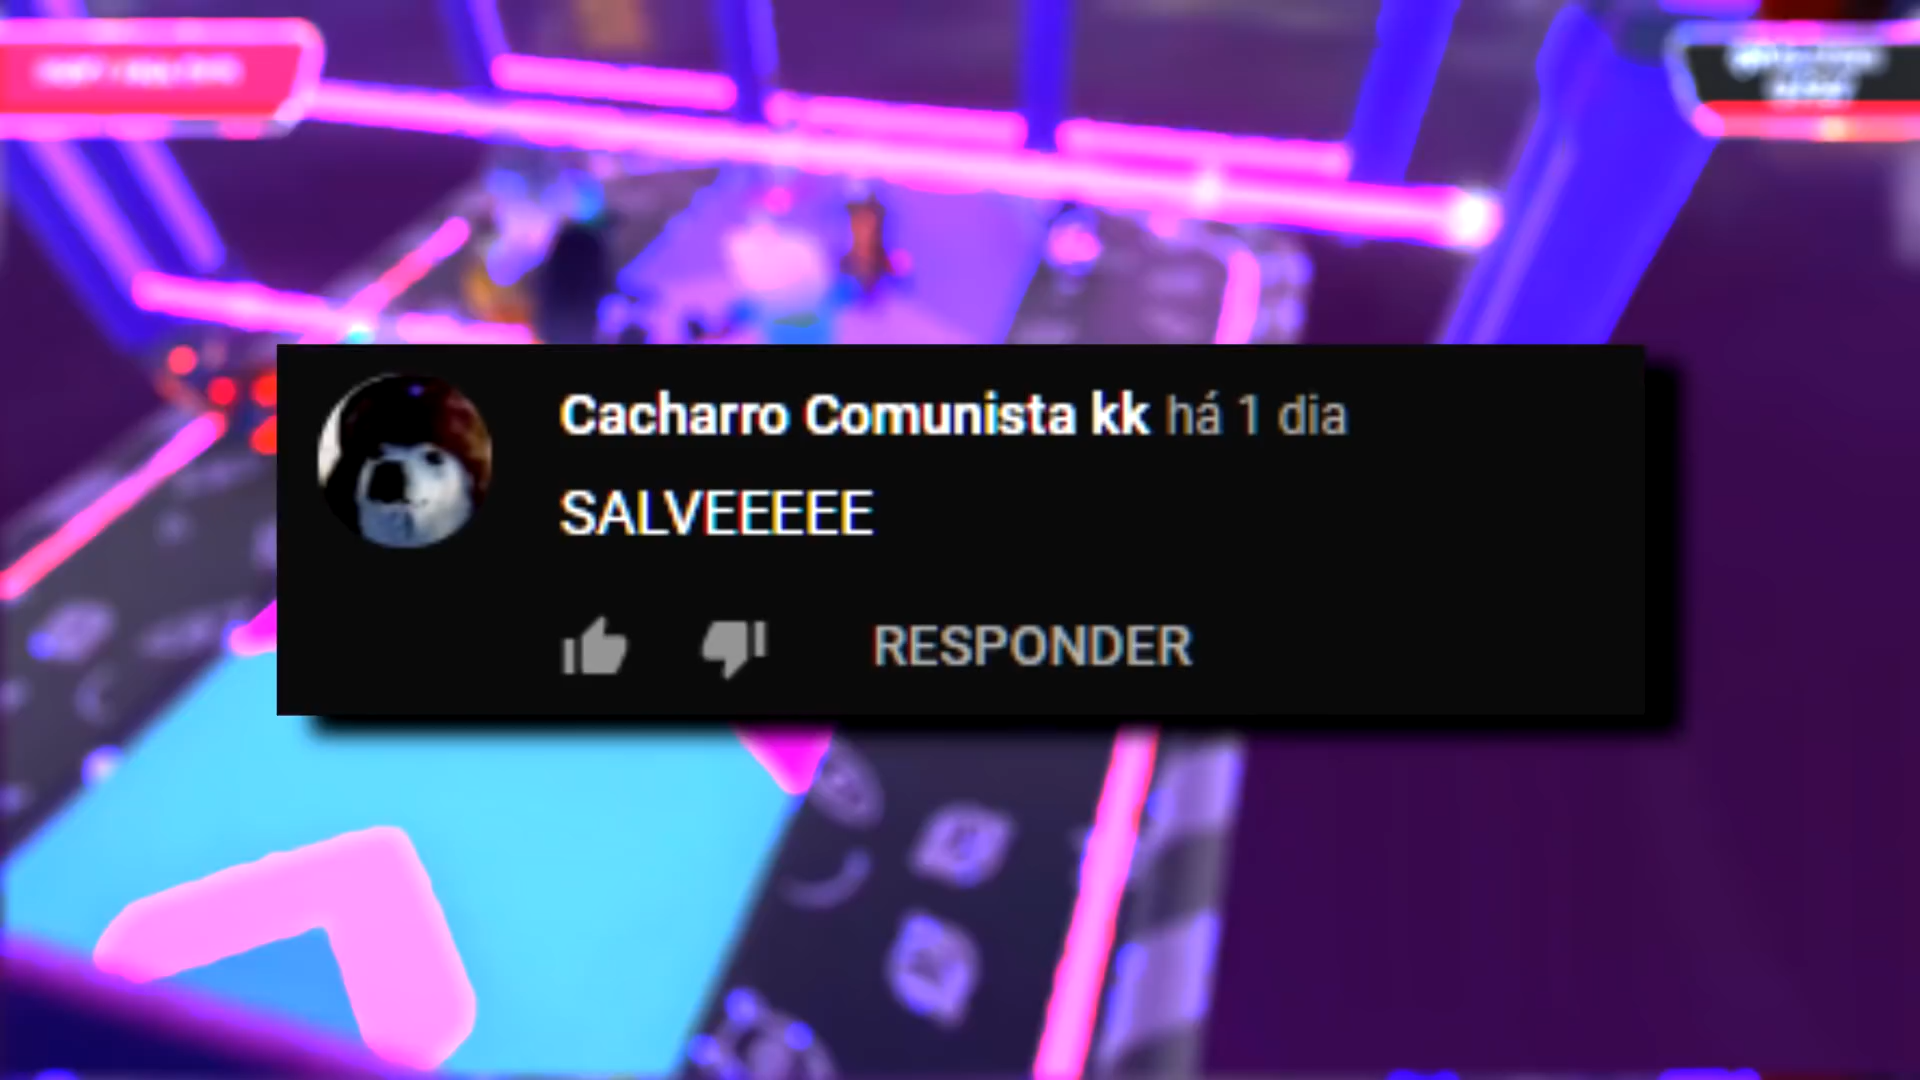 Cacharro Comunista kk há 1 dia
SALVEEEEE
RESPONDER